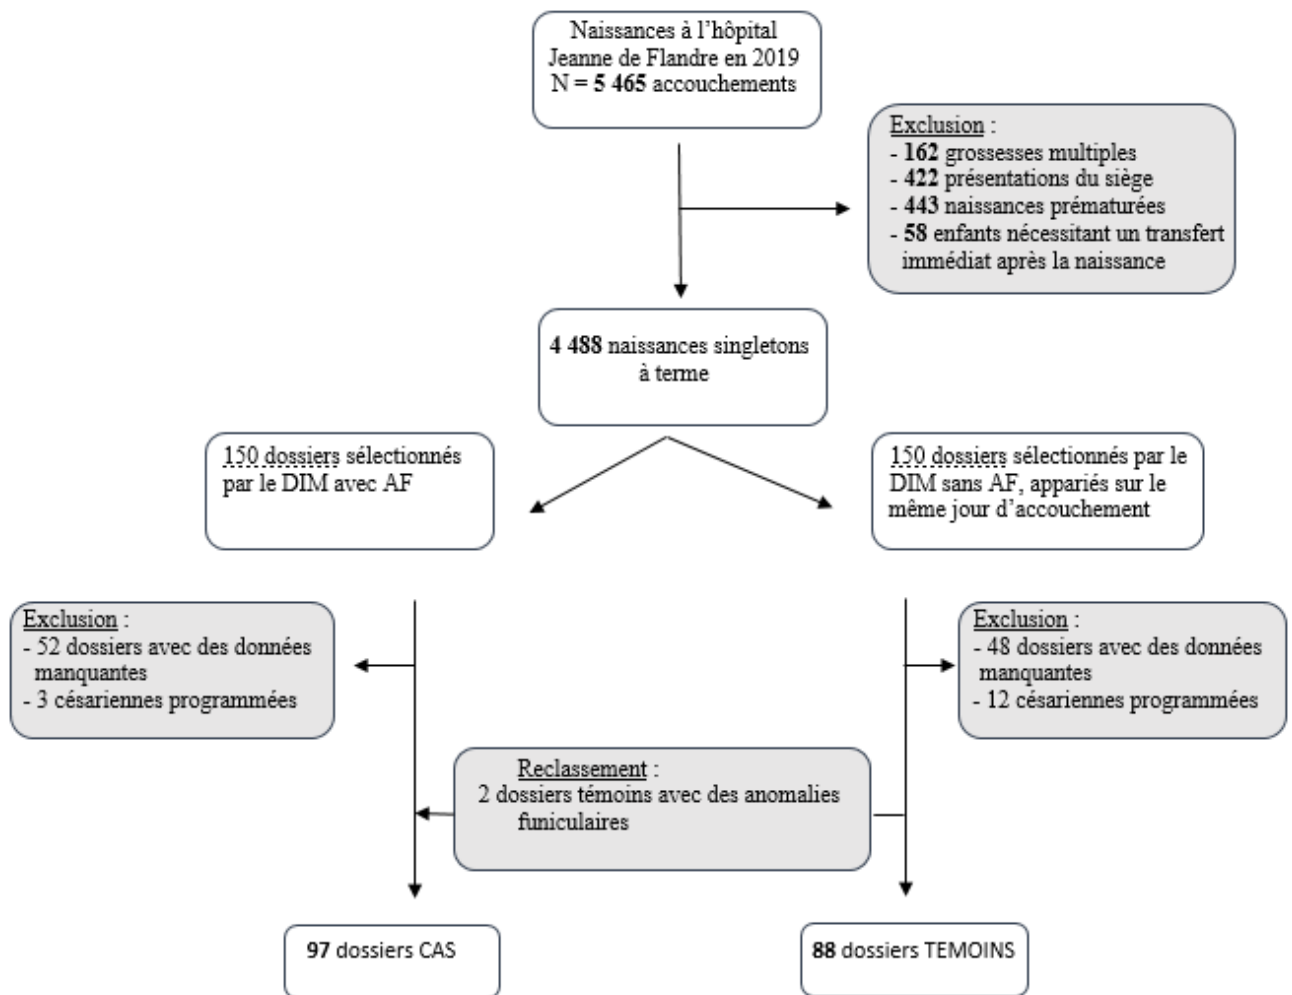 Naissances à l’hôpital
Jeanne de Flandre en 2019
N = 5 465 accouchements
Exclusion :
- 162 grossesses multiples
- 422 présentations du siège
- 443 naissances prématurées
- 58 enfants nécessitant un transfert
immédiat après la naissance
4 488 naissances singletons
à terme
150 dossiers sélectionnés
par le DIM avec AF
150 dossiers sélectionnés par le
DIM sans AF, appariés sur le
même jour d’accouchement
Exclusion :
- 52 dossiers avec des données
manquantes
- 3 césariennes programmées
Exclusion :
- 48 dossiers avec des données
manquantes
- 12 césariennes programmées
Reclassement :
2 dossiers témoins avec des anomalies
funiculaires
97 dossiers CAS
88 dossiers TEMOINS